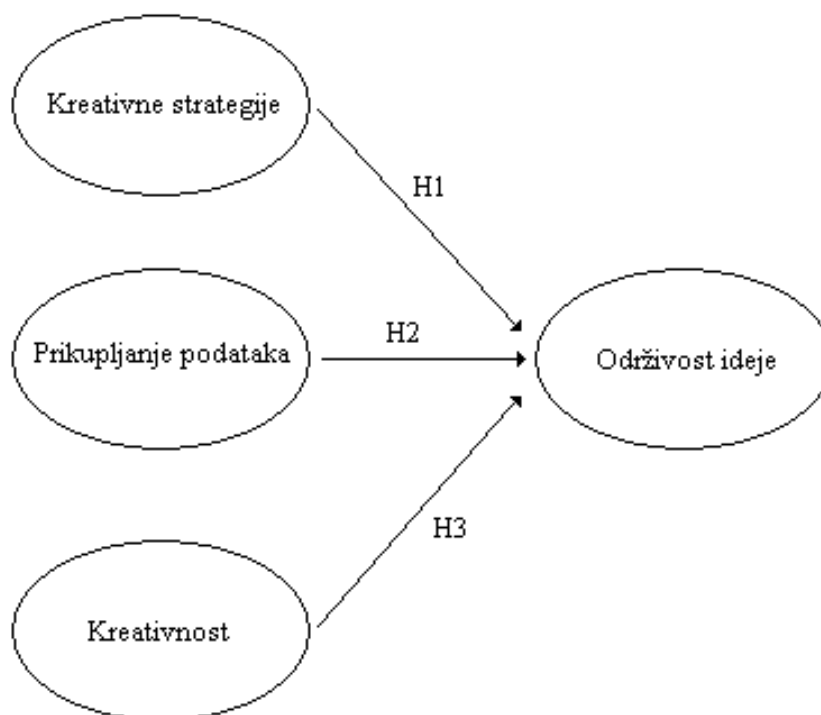 Kreativne strategije
H1
Prikupljanje podataka
H2
Održivost ideje
H3
Kreativnost